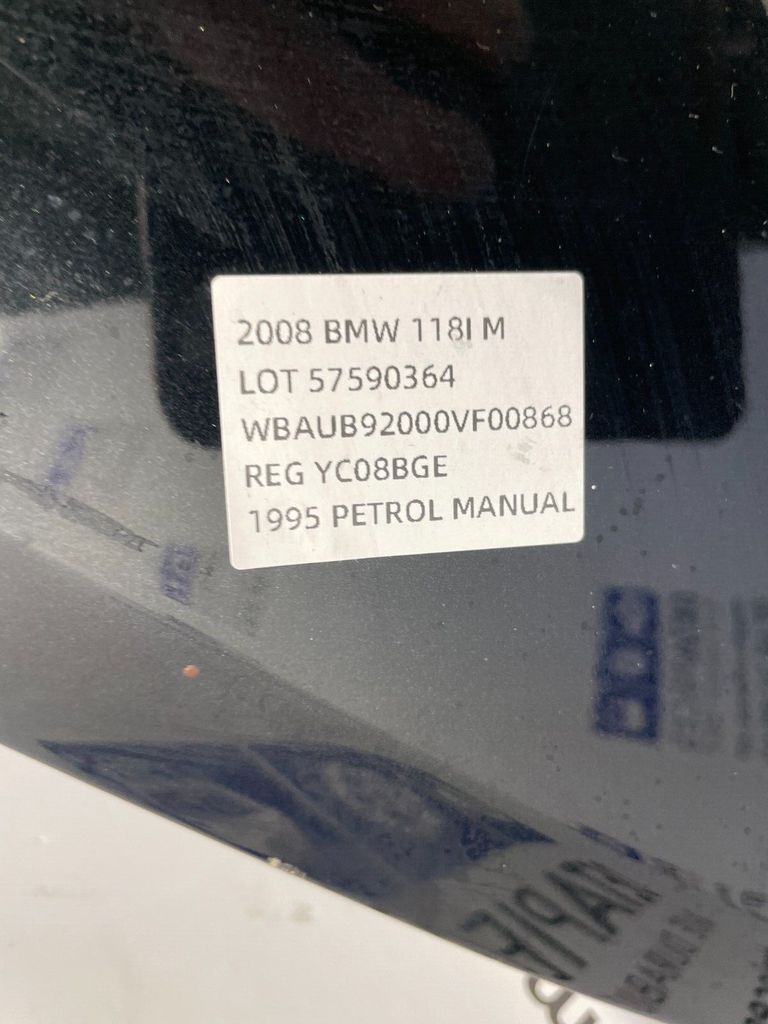 2008 BMW 118I M
LOT 57590364
WBAUB92000VF00868
REG YC08BGE
1995 PETROL MANUAL